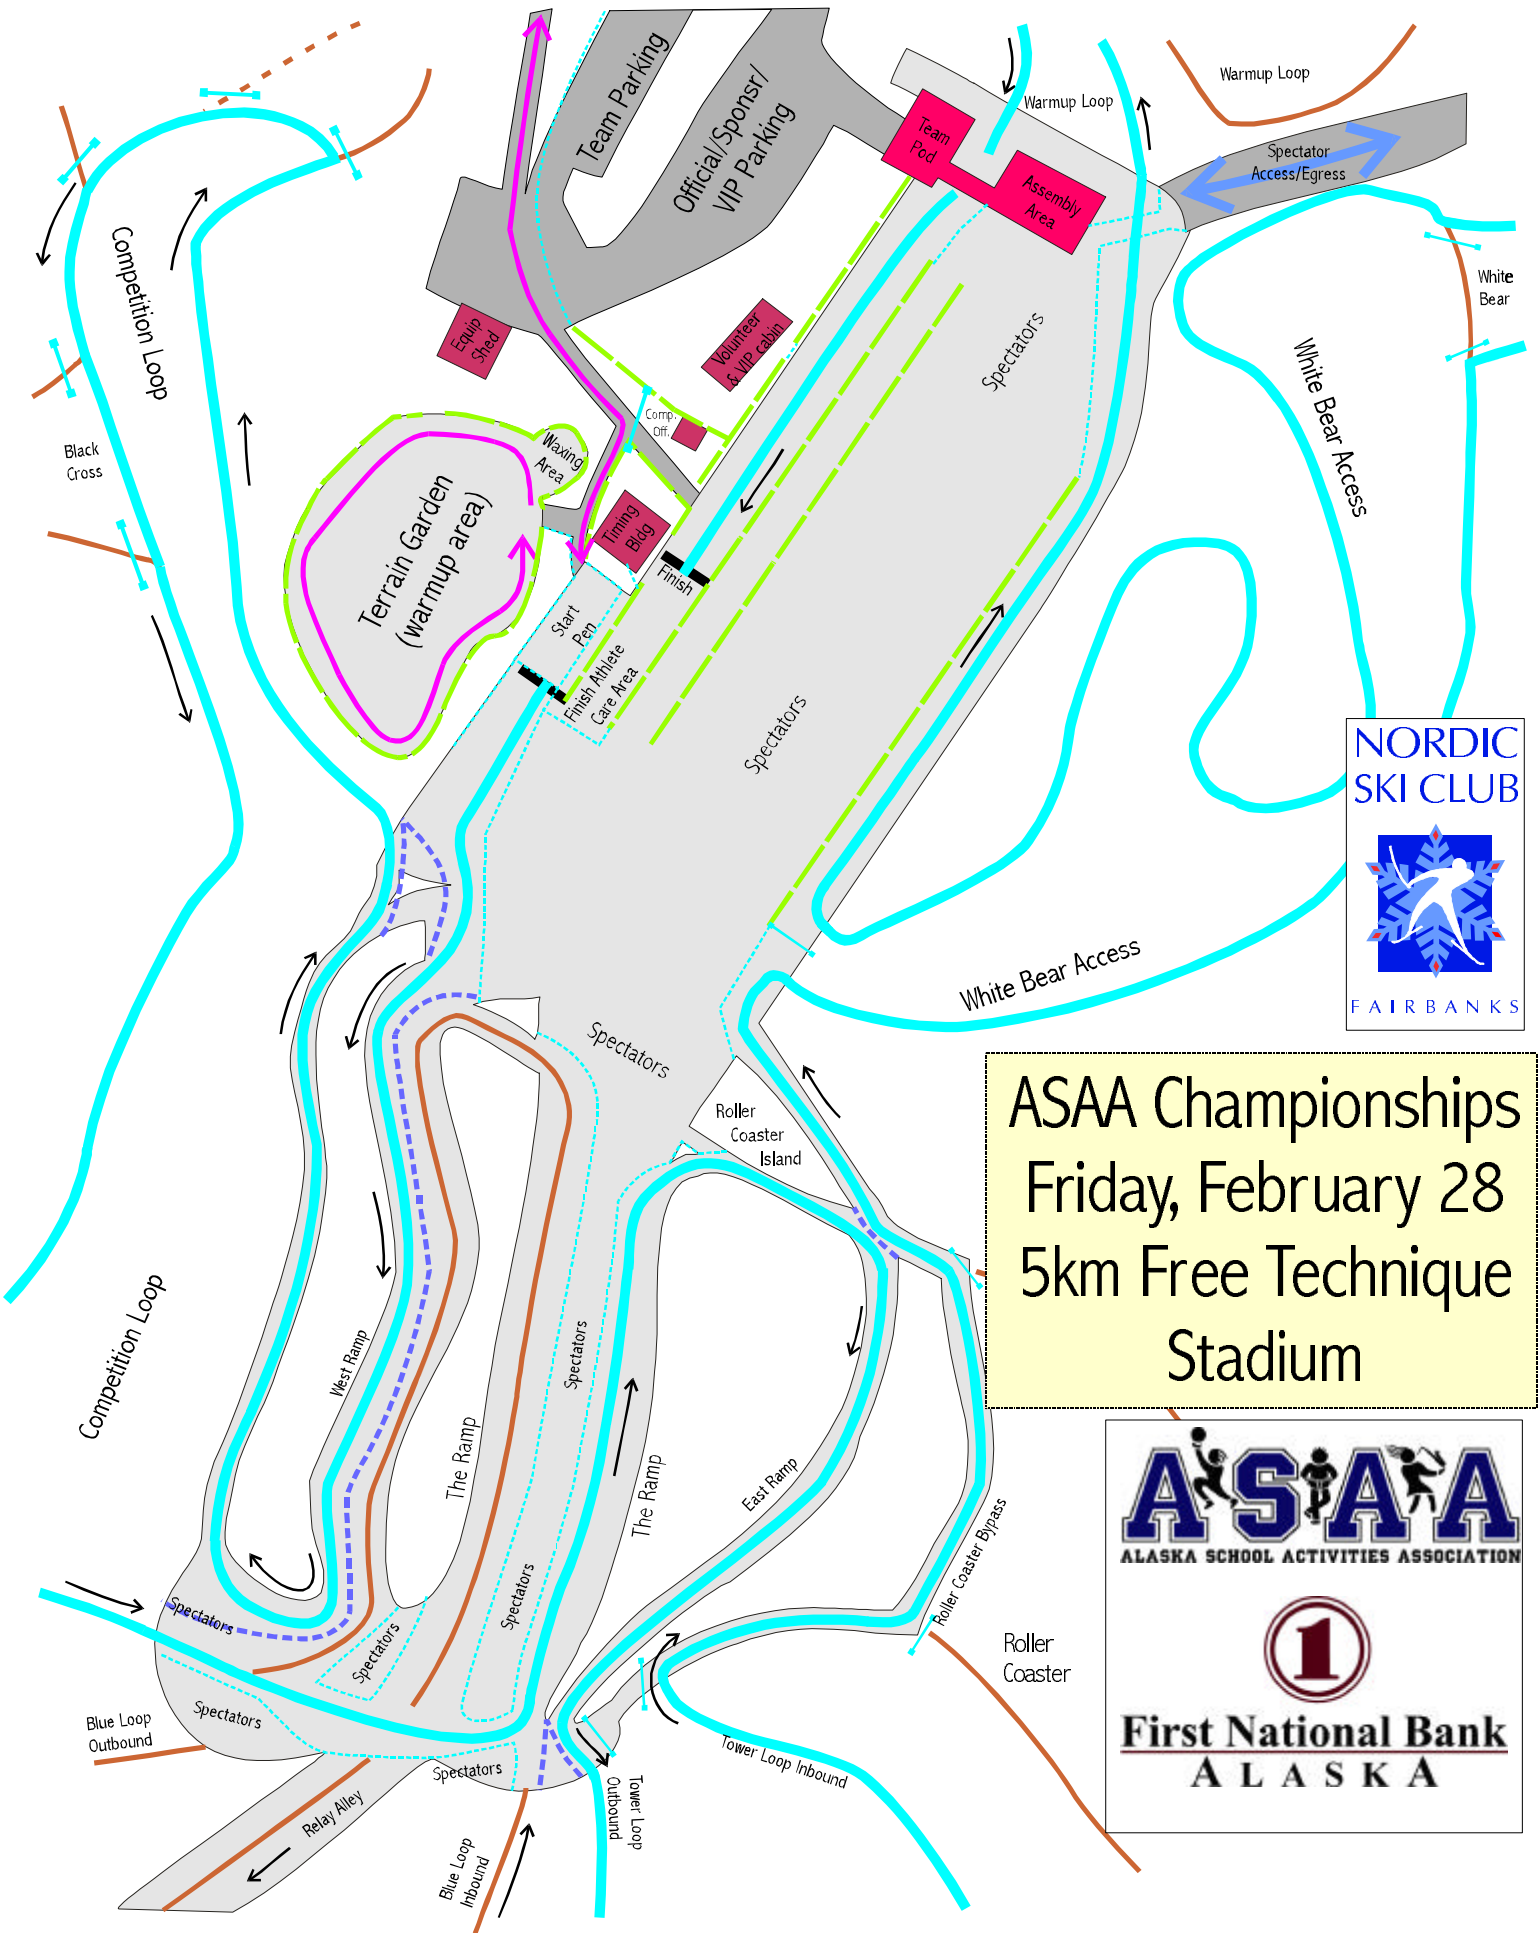 Team Parking
Official/Sponsr/
VIP Parking
Team
Pod
Assembly
Area
Warmup Loop
Warmup Loop
Spectator
Access/Egress
White
Bear
Competition Loop
Equip
Shed
Volunteer
& VIP cabin
Comp.
Off.
Spectators
White Bear Access
Black
Cross
Waxing
Area
Terrain Garden
(warmup area)
Timing
Bldg
Finish
Start
Pen
Finish Athlete
Care Area
Spectators
NORDIC
SKI CLUB
FAIRBANKS
White Bear Access
Spectators
Roller
Coaster
Island
ASAA Championships
Friday, February 28
5km Free Technique
Stadium
Competition Loop
West Ramp
Spectators
The Ramp
The Ramp
East Ramp
Roller Coaster Bypass
Spectators
Spectators
Spectators
Spectators
Spectators
Roller
Coaster
Blue Loop
Outbound
Relay Alley
Blue Loop
Inbound
Tower Loop
Outbound
Tower Loop Inbound
ASAA
ALASKA SCHOOL ACTIVITIES ASSOCIATION
1
First National Bank
ALASKA